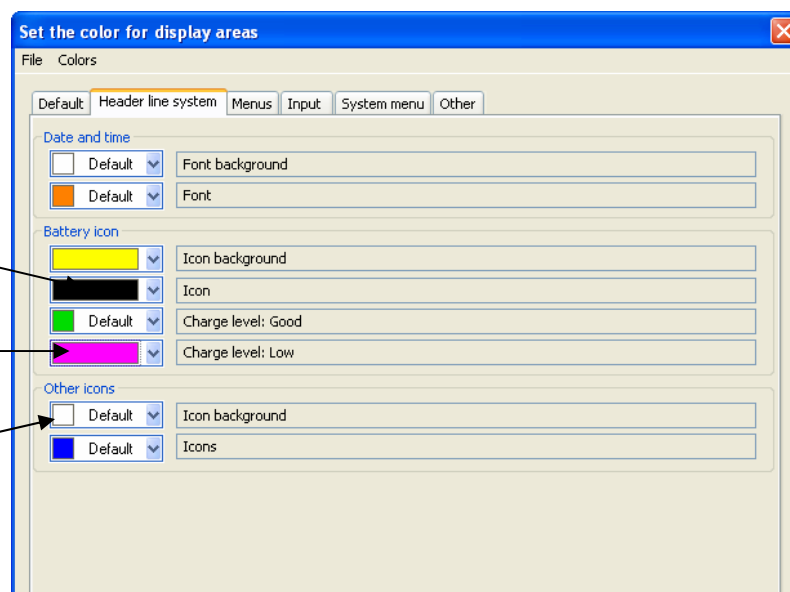 Set the color for display areas
File Colors
Default Header line system Menus Input System menu Other
Date and time
Default Font background
Default Font
Battery icon
Icon background
Icon
Default Charge level: Good
Charge level: Low
Other icons
Default Icon background
Default Icons